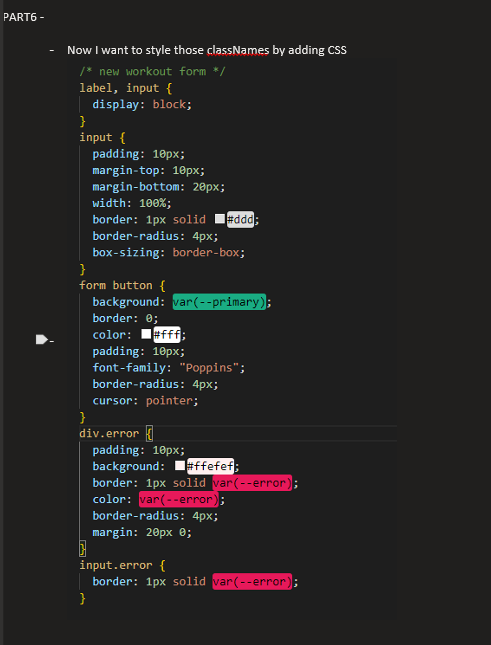 PART6 -
- Now I want to style those classNames by adding CSS
/* new workout form */
label, input {
display: block;
}
input {
padding: 10px;
margin-top: 10px;
margin-bottom: 20px;
width: 100%;
border: 1px solid #ddd;
border-radius: 4px;
box-sizing: border-box;
}
form button {
background: var(--primary);
border: 0;
color: #fff;
padding: 10px;
font-family: "Poppins";
border-radius: 4px;
cursor: pointer;
}
div.error {
padding: 10px;
background: #ffefef;
border: 1px solid var(--error);
color: var(--error);
border-radius: 4px;
margin: 20px 0;
}
input.error {
border: 1px solid var(--error);
}